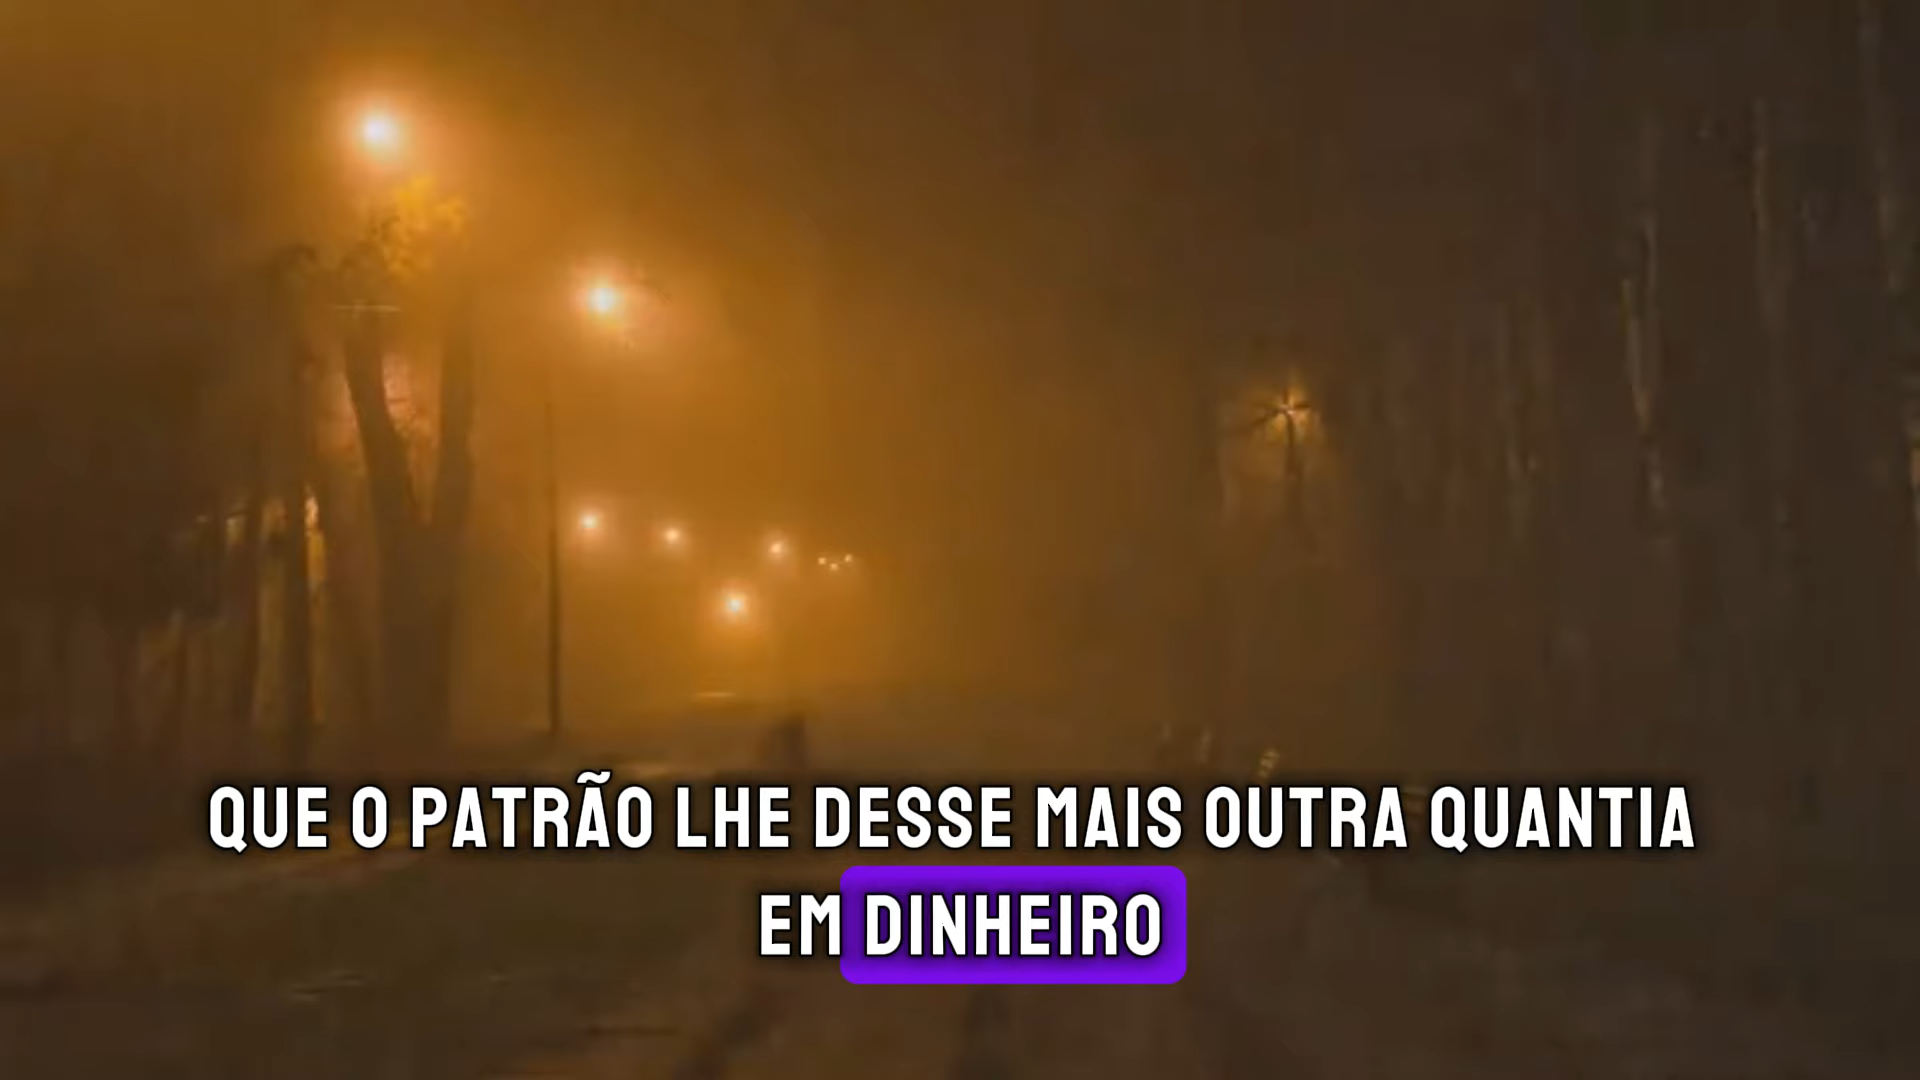 QUE O PATRÃO LHE DESSE MAIS OUTRA QUANTIA
EM DINHEIRO